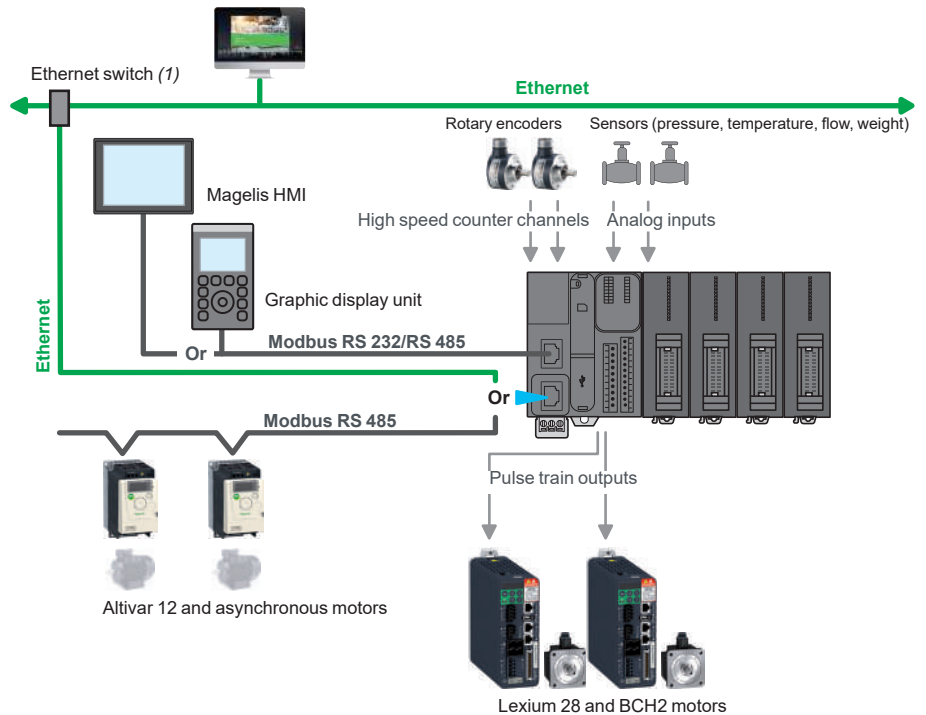 Ethernet switch (1)
Ethernet
Rotary encoders
Sensors (pressure, temperature, flow, weight)
Magelis HMI
High speed counter channels
Analog inputs
Graphic display unit
Ethernet
Modbus RS 232/RS 485
Or
Or
Modbus RS 485
Pulse train outputs
Altivar 12 and asynchronous motors
Lexium 28 and BCH2 motors